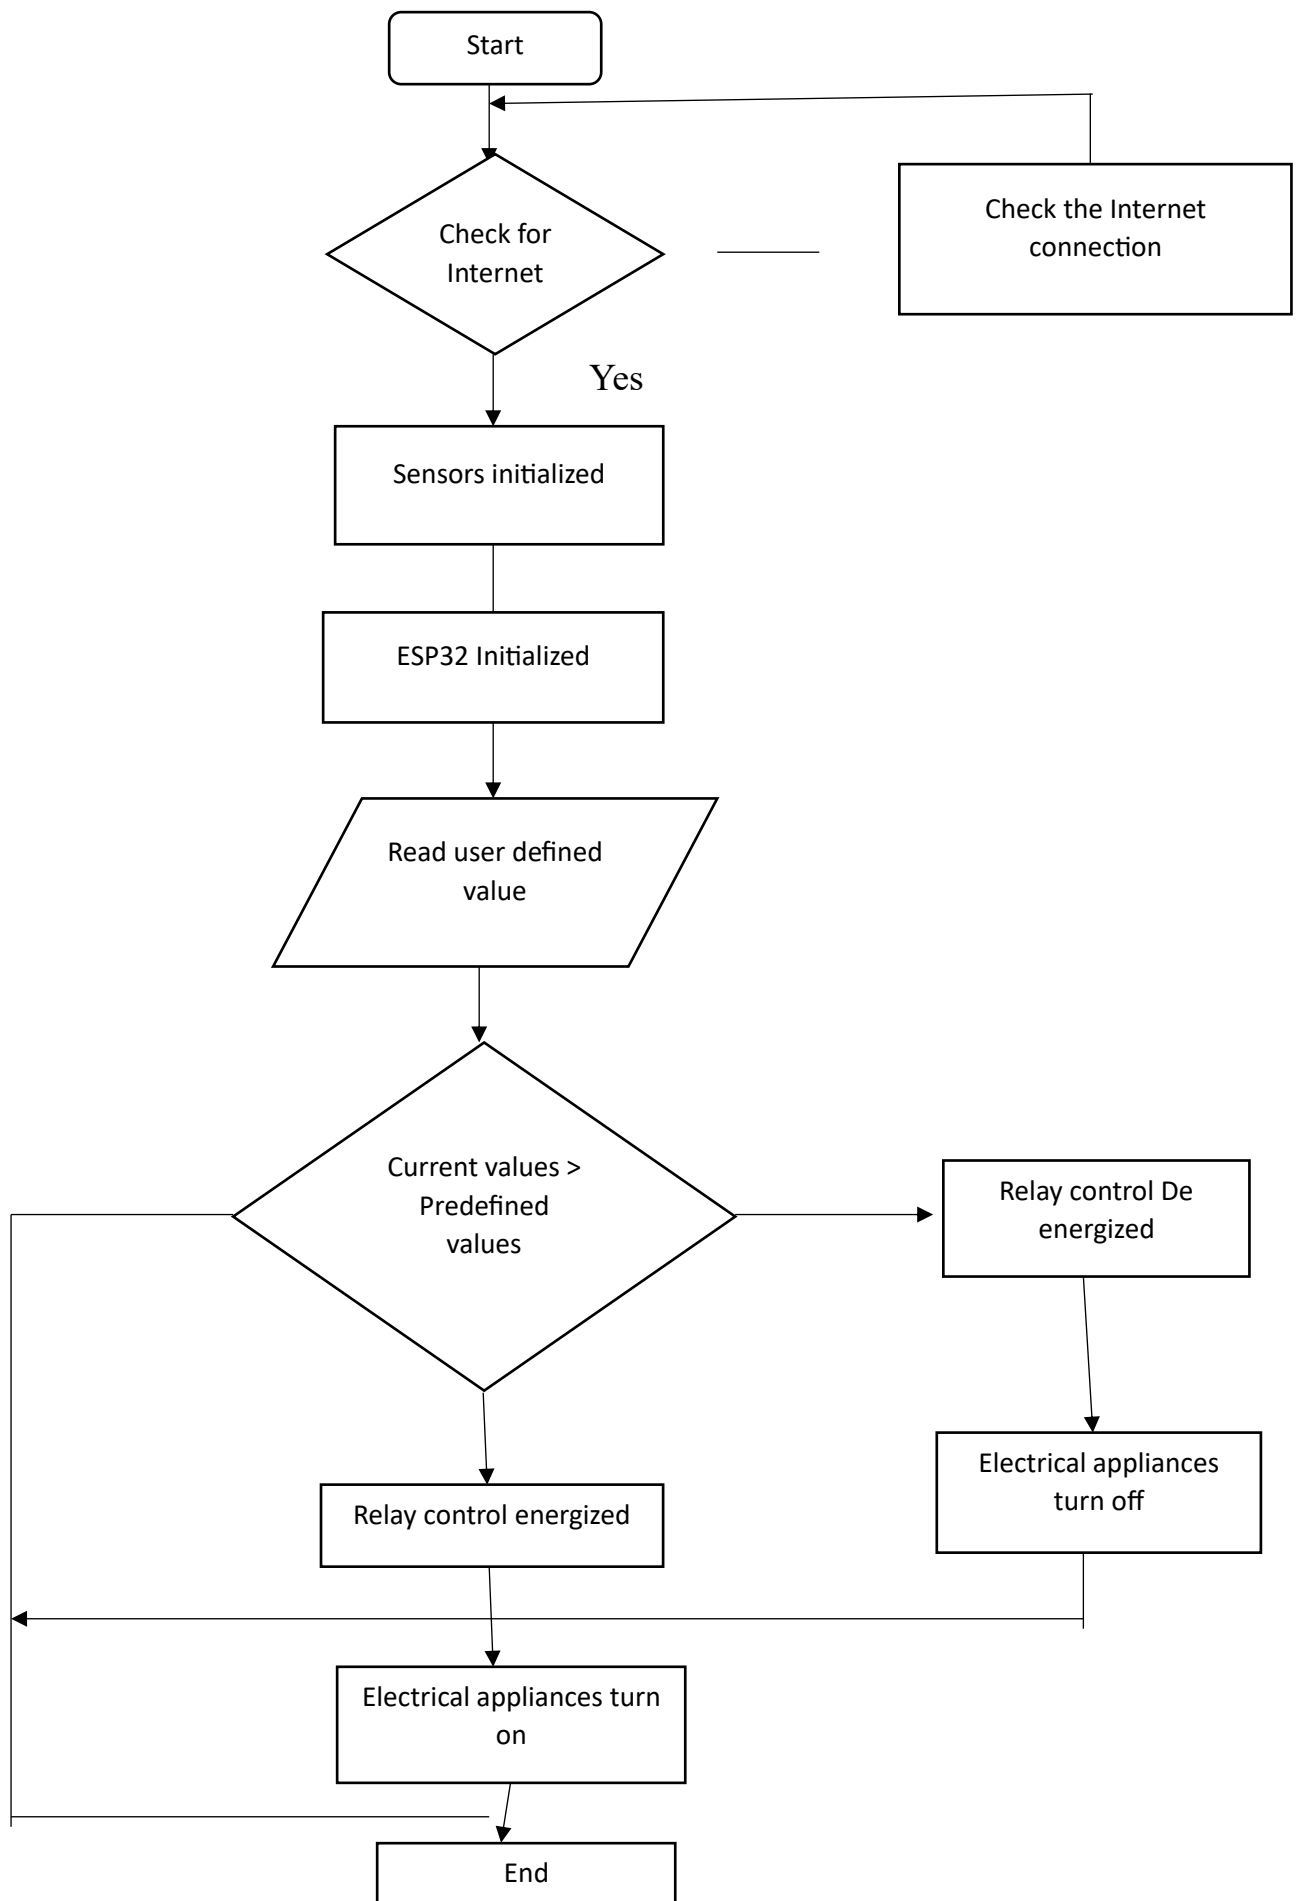 Start
Check for
Internet
Check the Internet
connection
Yes
Sensors initialized
ESP32 Initialized
Read user defined
value
Current values >
Predefined
values
Relay control De
energized
Electrical appliances
turn off
Relay control energized
Electrical appliances turn
on
End